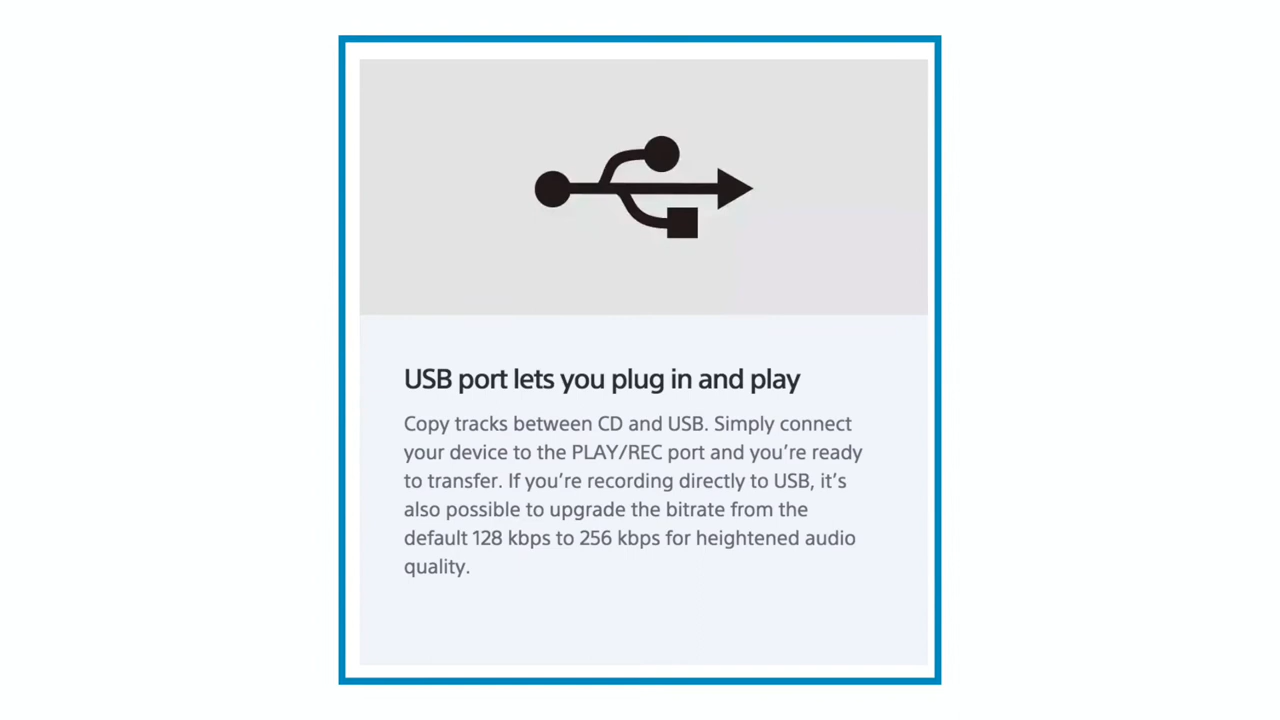 USB port lets you plug in and play
Copy tracks between CD and USB. Simply connect
your device to the PLAY/REC port and you’re ready
to transfer. If you’re recording directly to USB, it’s
also possible to upgrade the bitrate from the
default 128 kbps to 256 kbps for heightened audio
quality.